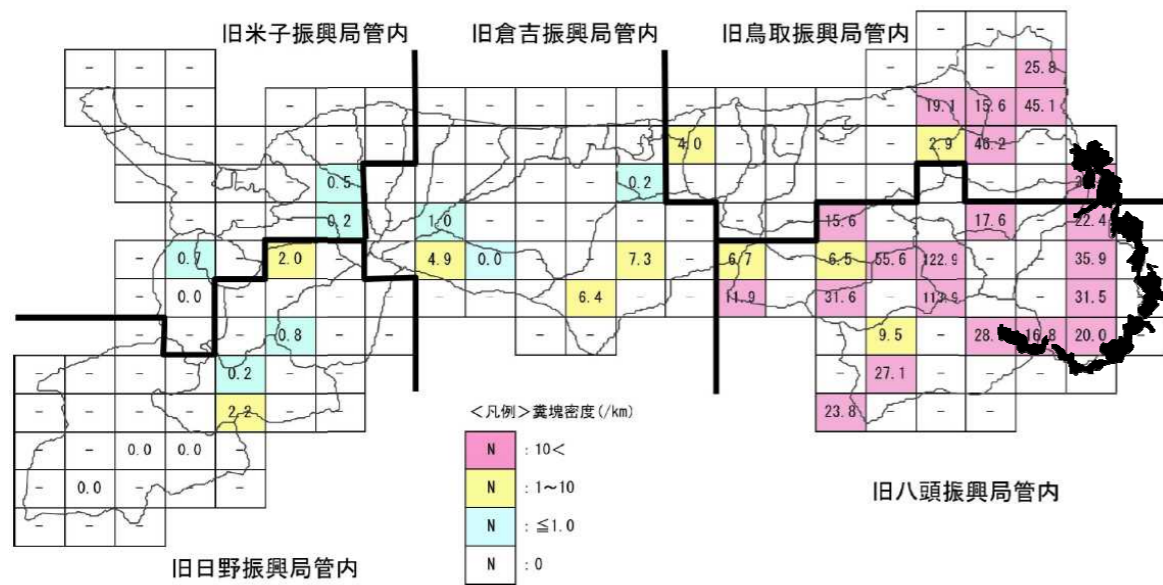 旧米子振興局管内 旧倉吉振興局管内 旧鳥取振興局管内
25.8
19.1 15.6 45.1
4.0 2.9 46.2
0.5 0.2
0.2 1.0 15.6 17.6 22.4
0.7 2.0 4.9 0.0 7.3 6.7 6.5 55.6 122.9 35.9
0.0 6.4 11.9 31.6 113.9 31.5
0.8 9.5 16.8 20.0
0.2 27.1
2.2 23.8
0.0 0.0
0.0
<凡例>糞塊密度(/km)
N :10<
N :1~10
N :≦1.0
N :0
旧八頭振興局管内
旧日野振興局管内